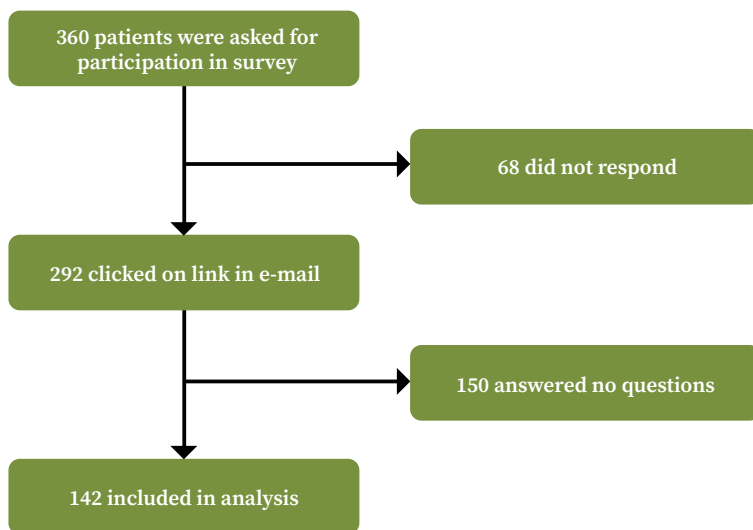 360 patients were asked for
participation in survey
68 did not respond
292 clicked on link in e-mail
150 answered no questions
142 included in analysis